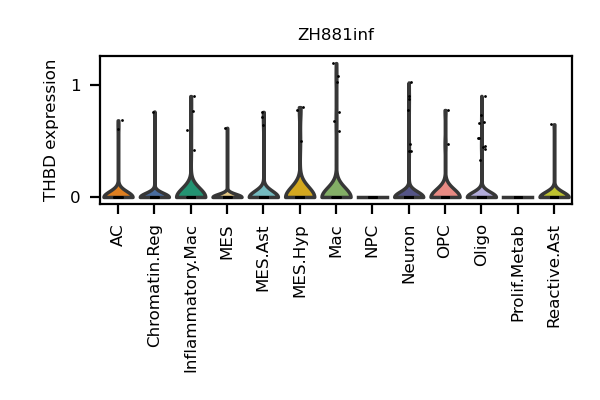 ZH881inf
THBD expression
1
0
AC
Chromatin.Reg
Inflammatory.Mac
MES
MES.Ast
MES.Hyp
Mac
NPC
Neuron
OPC
Oligo
Prolif.Metab
Reactive.Ast